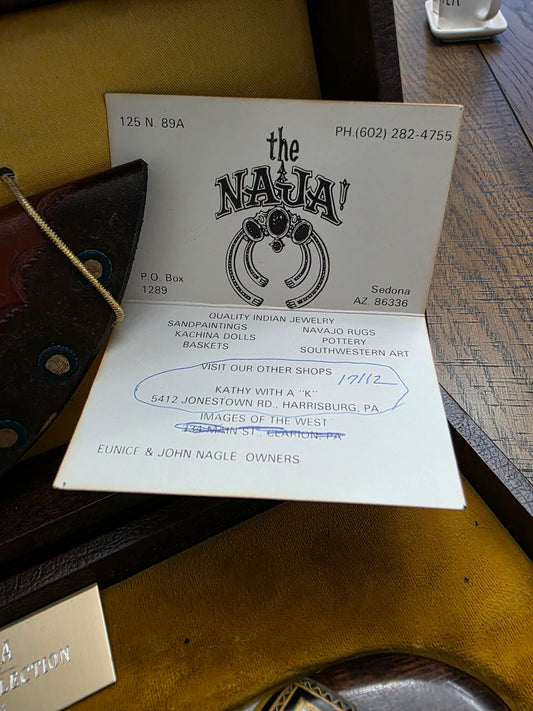 125 N. 89A
PH.(602) 282-4755
the
NAJA!
P.O. Box
1289
Sedona
AZ. 86336
QUALITY INDIAN JEWELRY
SANDPAINTINGS NAVAJO RUGS
KACHINA DOLLS POTTERY
BASKETS SOUTHWESTERN ART
VISIT OUR OTHER SHOPS
17/12
KATHY WITH A "K"
5412 JONESTOWN RD., HARRISBURG, PA
IMAGES OF THE WEST
MAIN ST., CLARION, PA
EUNICE & JOHN NAGLE OWNERS